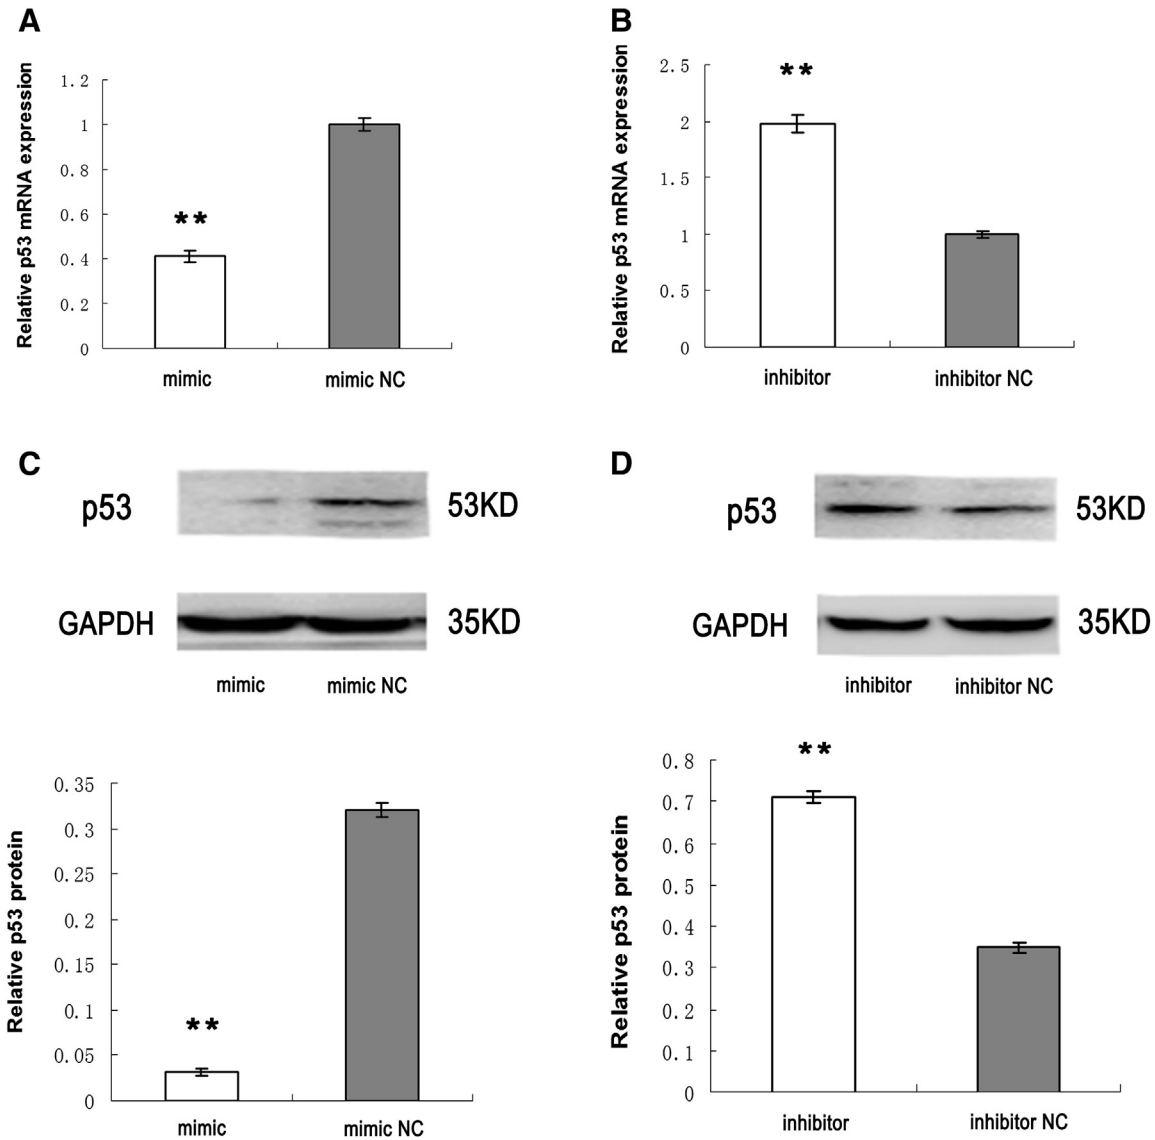 A
Relative p53 mRNA expression
1.2
1
0.8
0.6
0.4
0.2
0
**
mimic
mimic NC
B
Relative p53 mRNA expression
2.5
2
1.5
1
0.5
0
**
inhibitor
inhibitor NC
C
p53
53KD
GAPDH
35KD
mimic
mimic NC
Relative p53 protein
0.35
0.3
0.25
0.2
0.15
0.1
0.05
0
**
mimic
mimic NC
D
p53
53KD
GAPDH
35KD
inhibitor
inhibitor NC
Relative p53 protein
0.8
0.7
0.6
0.5
0.4
0.3
0.2
0.1
0
**
inhibitor
inhibitor NC